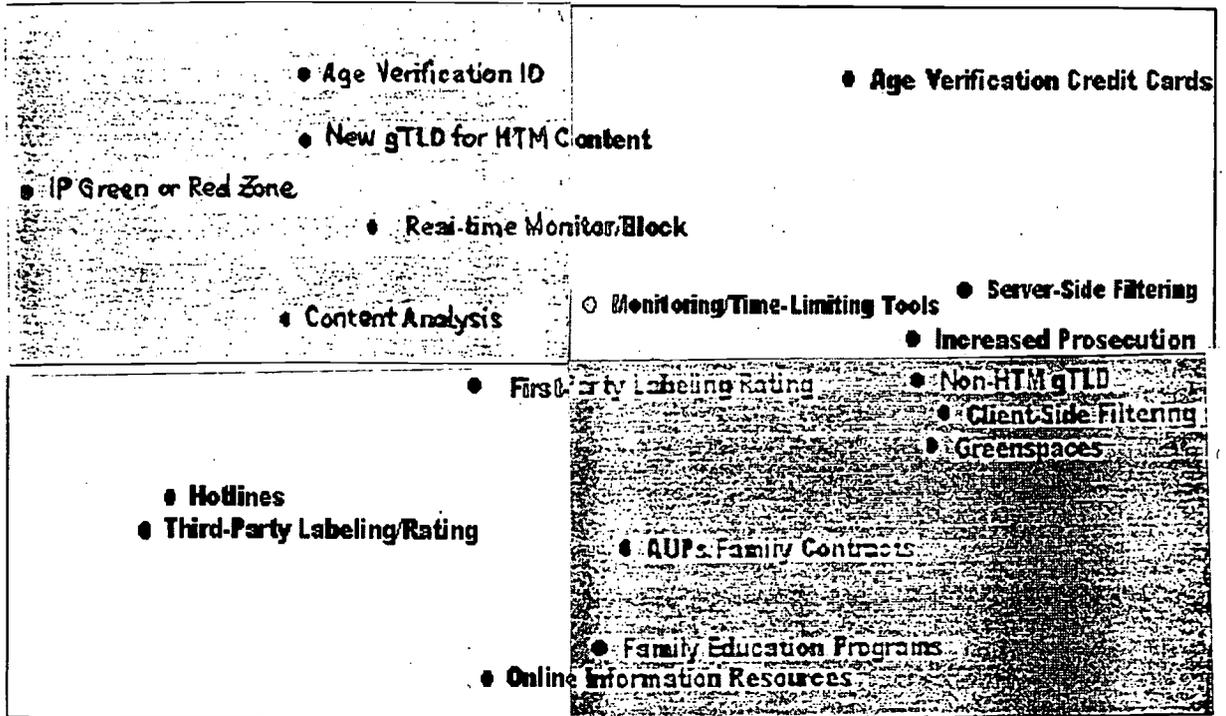 Age Verification ID
Age Verification Credit Cards
New gTLD for HTM Content
IP Green or Red Zone
Real-time Monitor/Block
Server-Side Filtering
Monitoring/Time-Limiting Tools
Content Analysis
Increased Prosecution
First-Party Labeling/Rating
Non-HTM gTLD
Client-Side Filtering
Greenspaces
Hotlines
Third-Party Labeling/Rating
AUPs Family Contracts
Family Education Programs
Online Information Resources